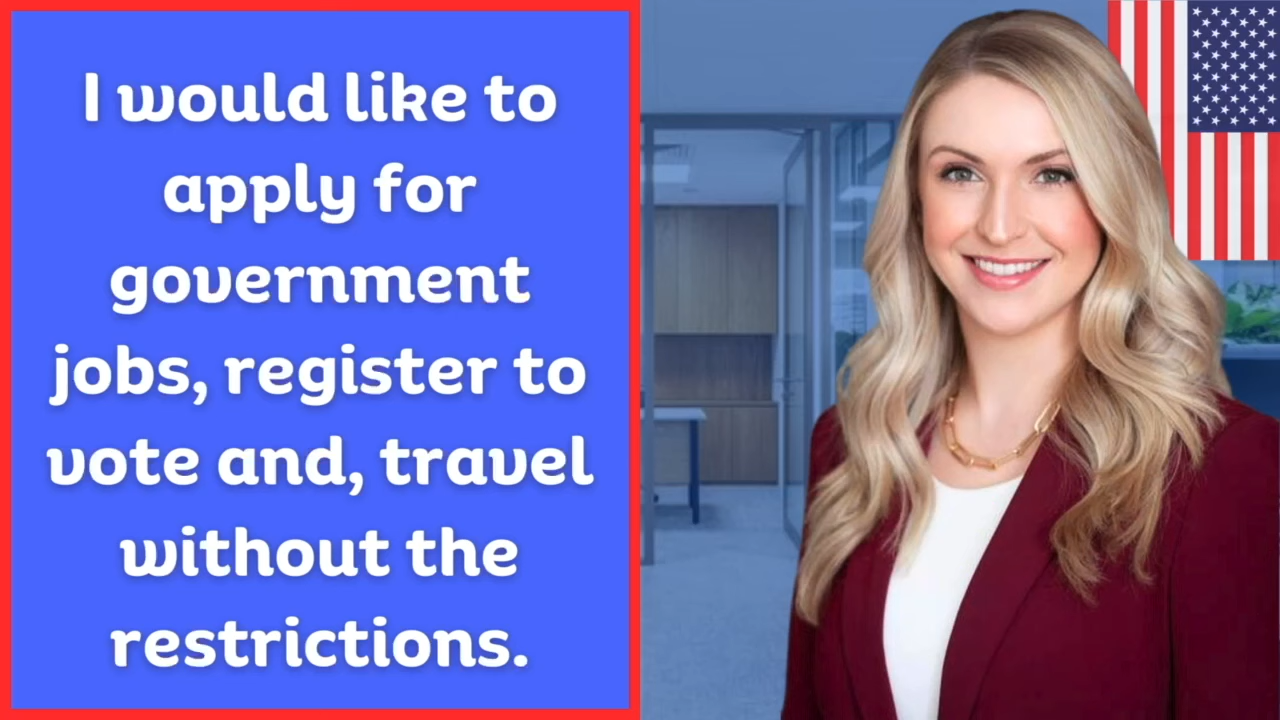 I would like to
apply for
government
jobs, register to
vote and, travel
without the
restrictions.